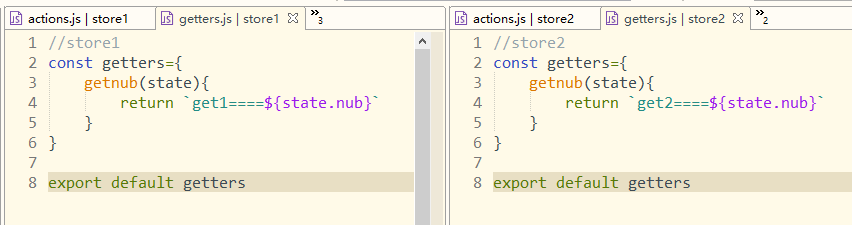 actions.js | store1 getters.js | store1 »3
1 //store1
2 const getters={
3 getnub(state){
4 return `get1====${state.nub}`
5 }
6 }
7
8 export default getters
actions.js | store2 getters.js | store2 »2
1 //store2
2 const getters={
3 getnub(state){
4 return `get2====${state.nub}`
5 }
6 }
7
8 export default getters